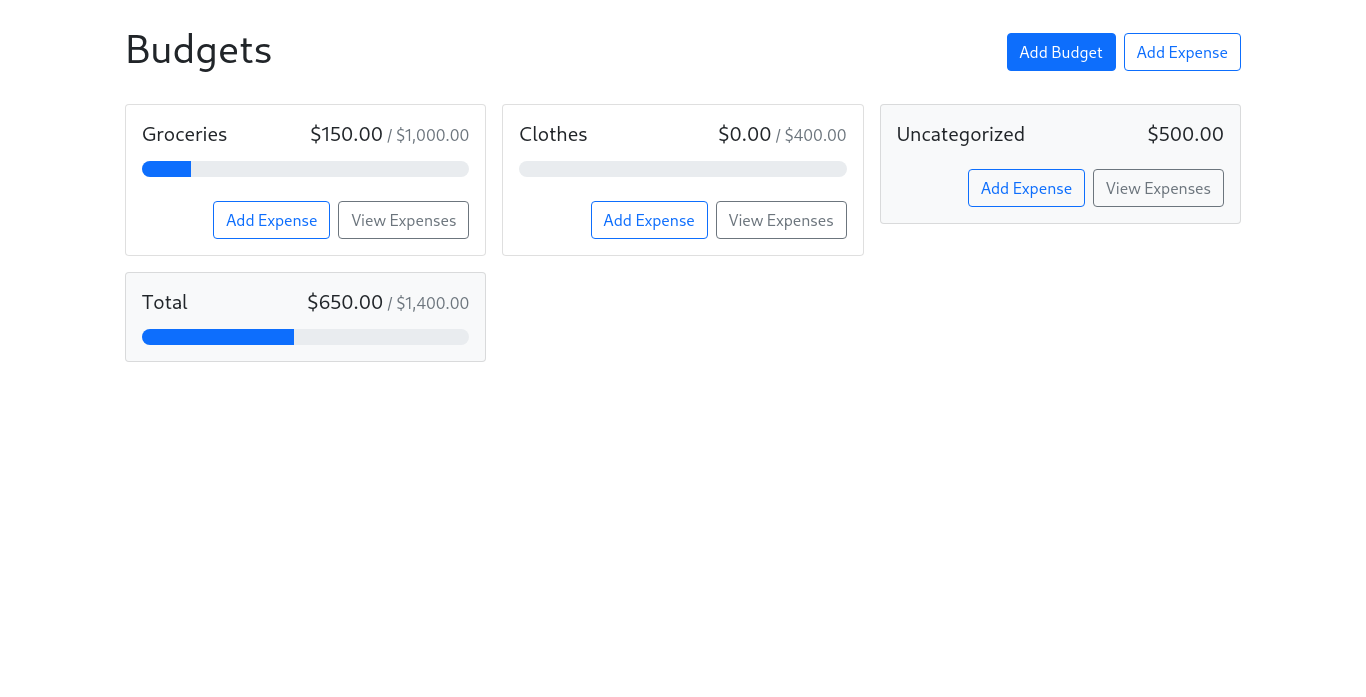 Budgets
Add Budget Add Expense
Groceries $150.00 / $1,000.00
Add Expense View Expenses
Clothes $0.00 / $400.00
Add Expense View Expenses
Uncategorized $500.00
Add Expense View Expenses
Total $650.00 / $1,400.00